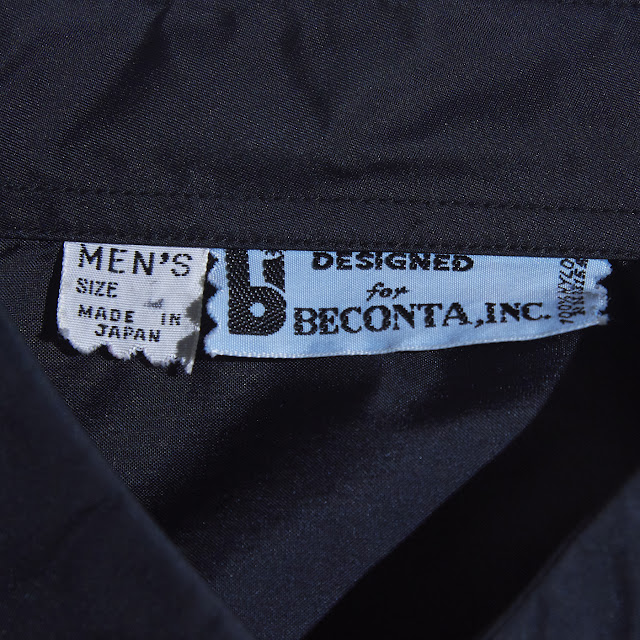 MEN'S
SIZE
MADE IN
JAPAN
b
DESIGNED
for
BECONTA, INC.